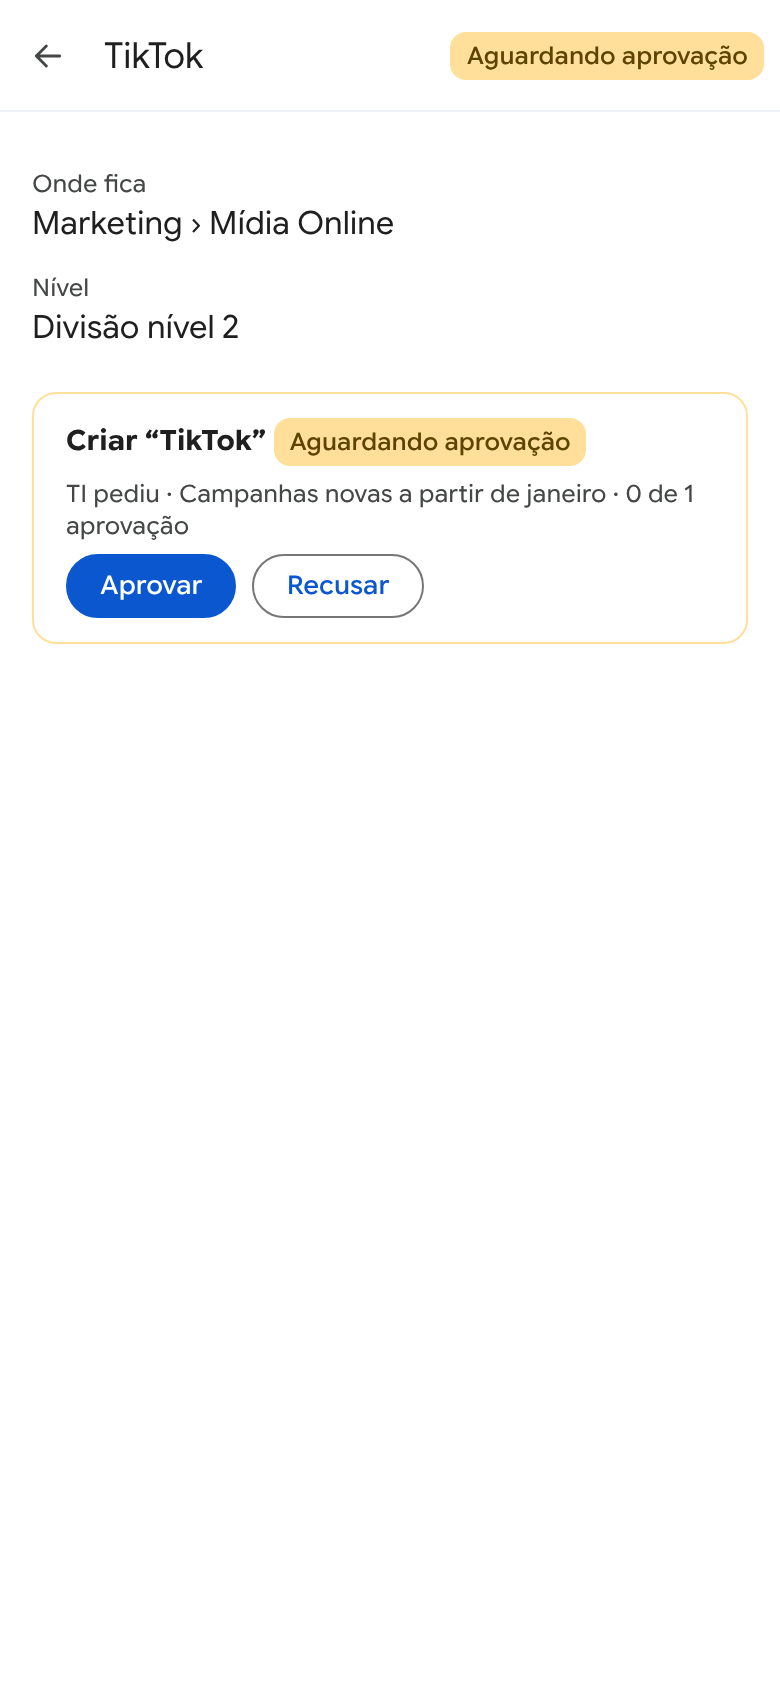 TikTok
Aguardando aprovação
Onde fica
Marketing › Mídia Online
Nível
Divisão nível 2
Criar “TikTok” Aguardando aprovação
TI pediu · Campanhas novas a partir de janeiro · 0 de 1
aprovação
Aprovar
Recusar